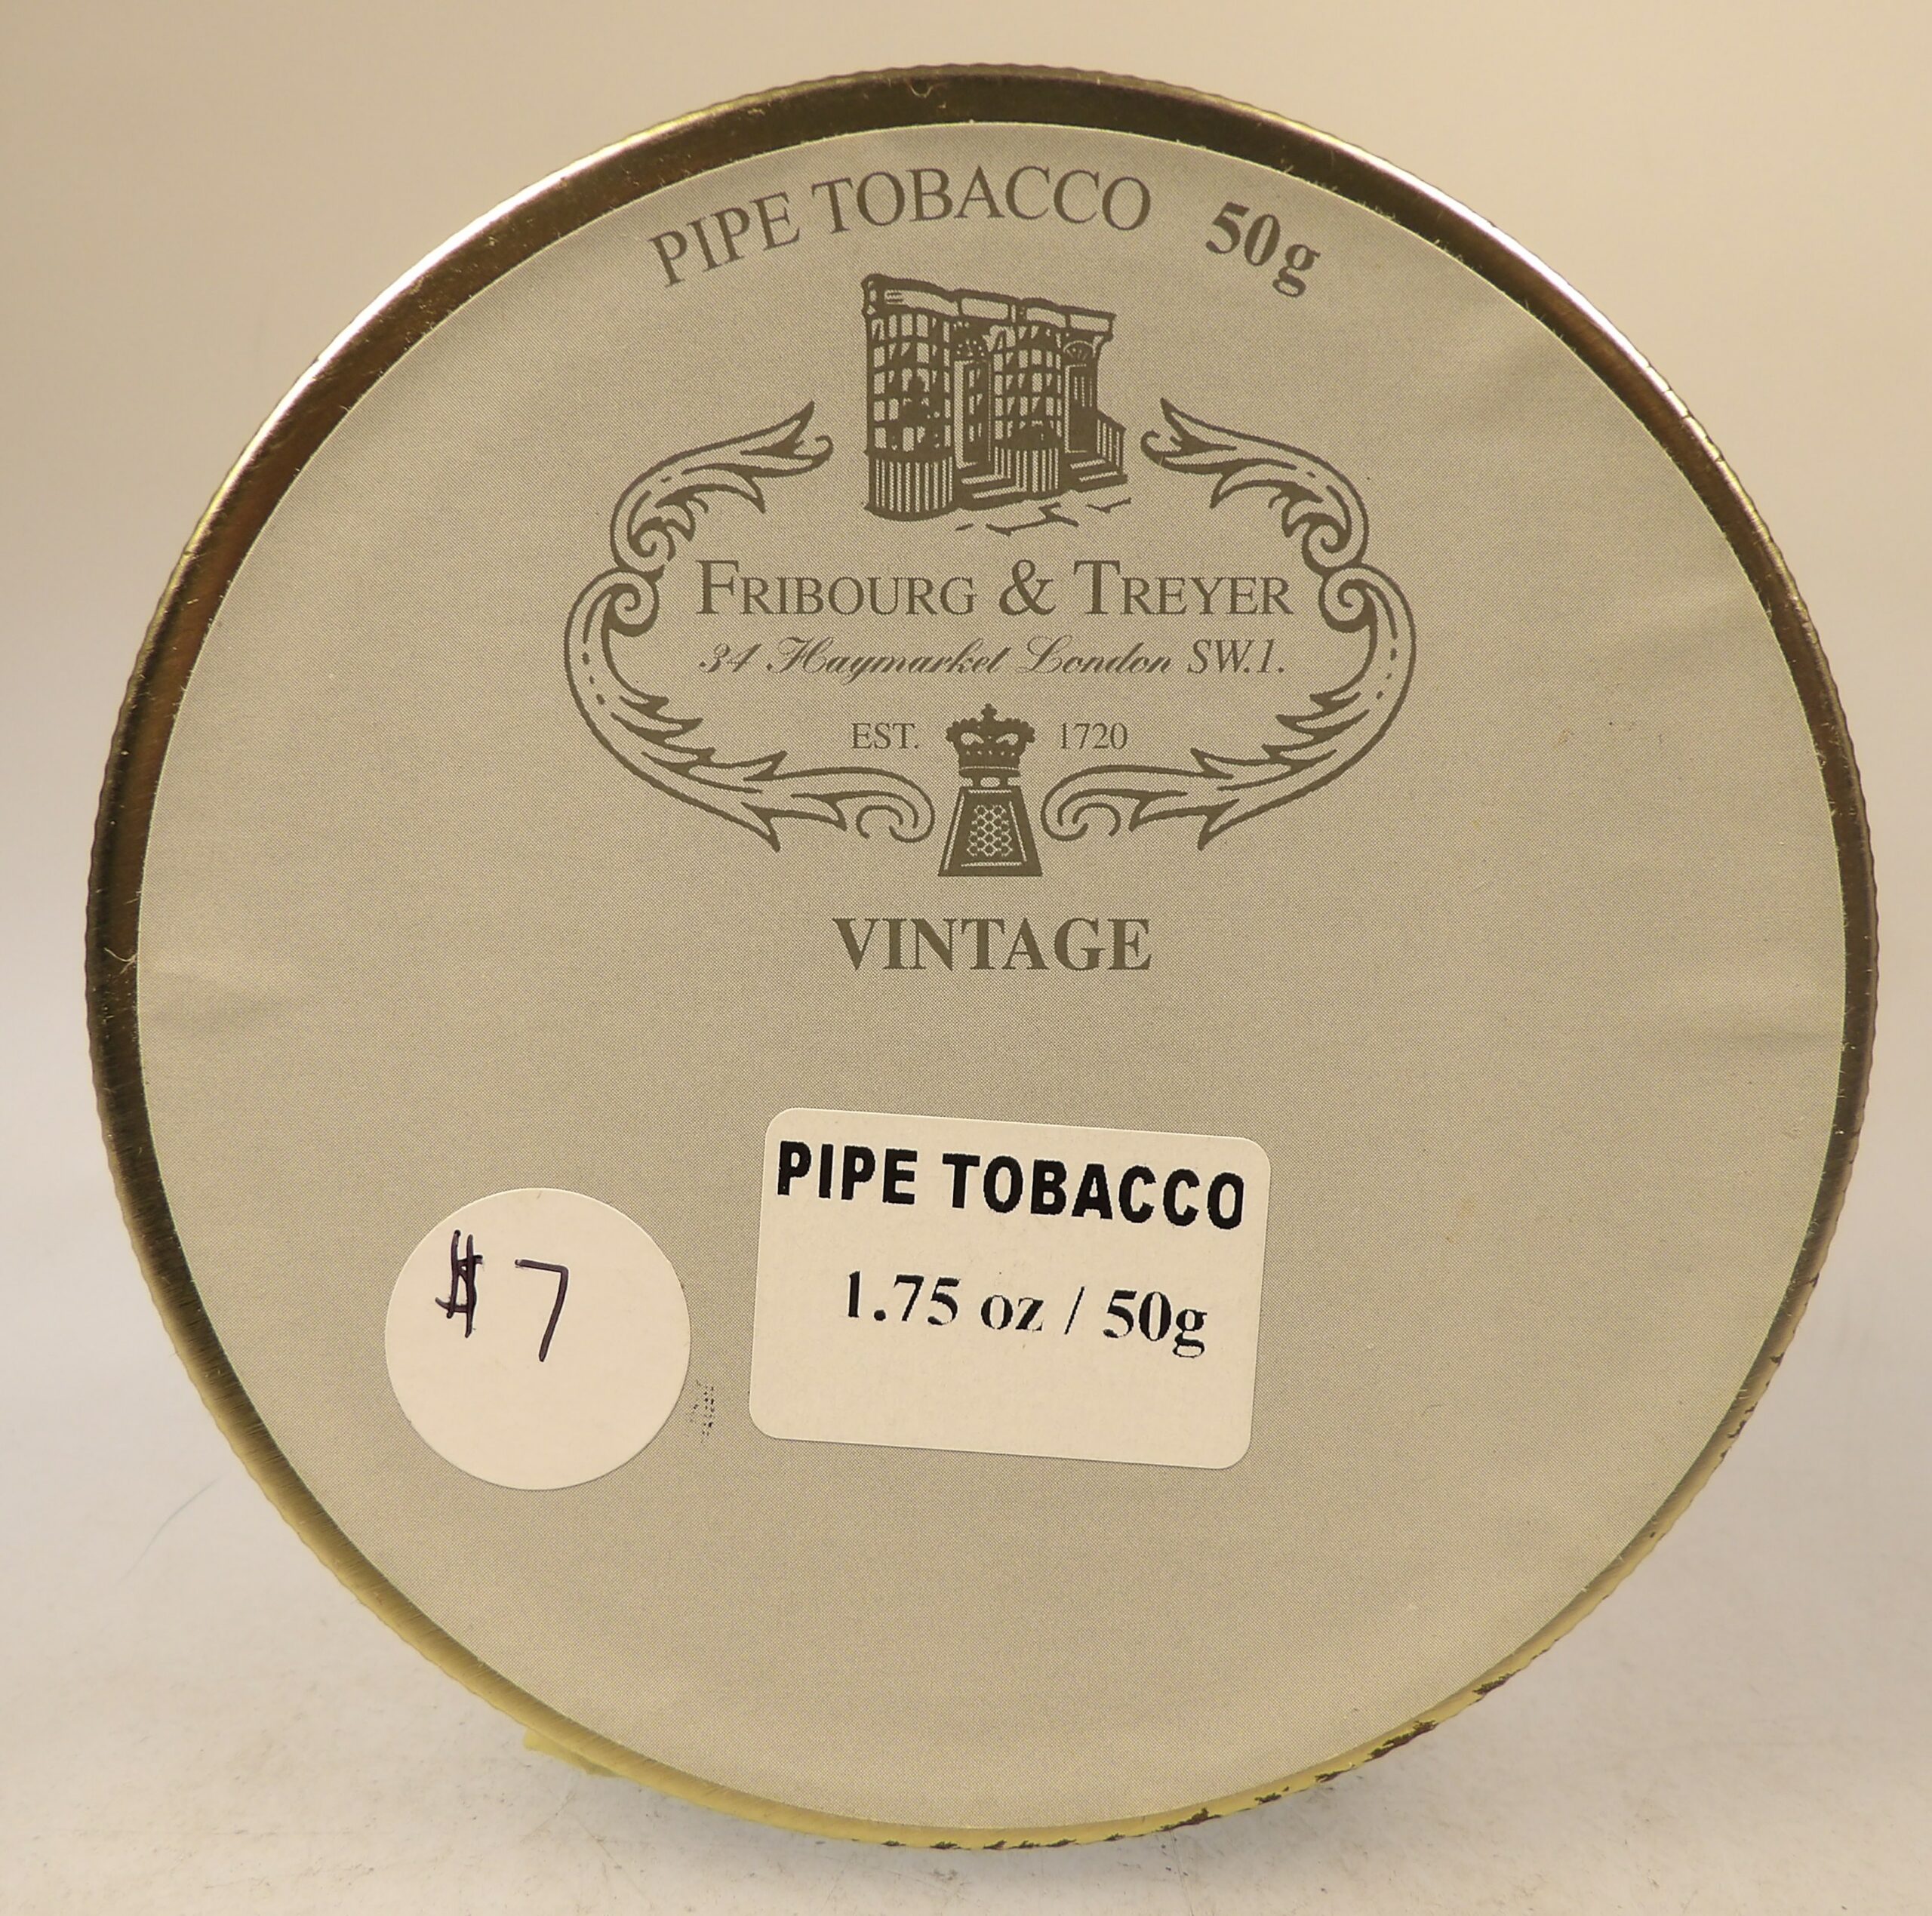 PIPE TOBACCO 50g
FRIBOURG & TREYER
34 Haymarket London SW.1.
EST. 1720
VINTAGE
PIPE TOBACCO
1.75 oz / 50g
$7